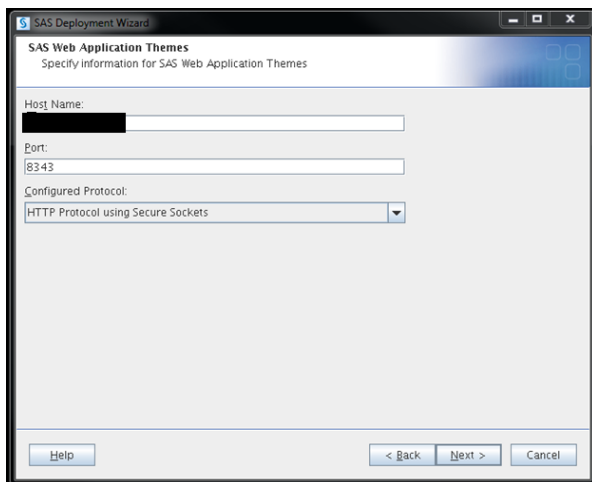 SAS Deployment Wizard
SAS Web Application Themes
Specify information for SAS Web Application Themes
Host Name:
Port:
8343
Configured Protocol:
HTTP Protocol using Secure Sockets
Help
< Back
Next >
Cancel